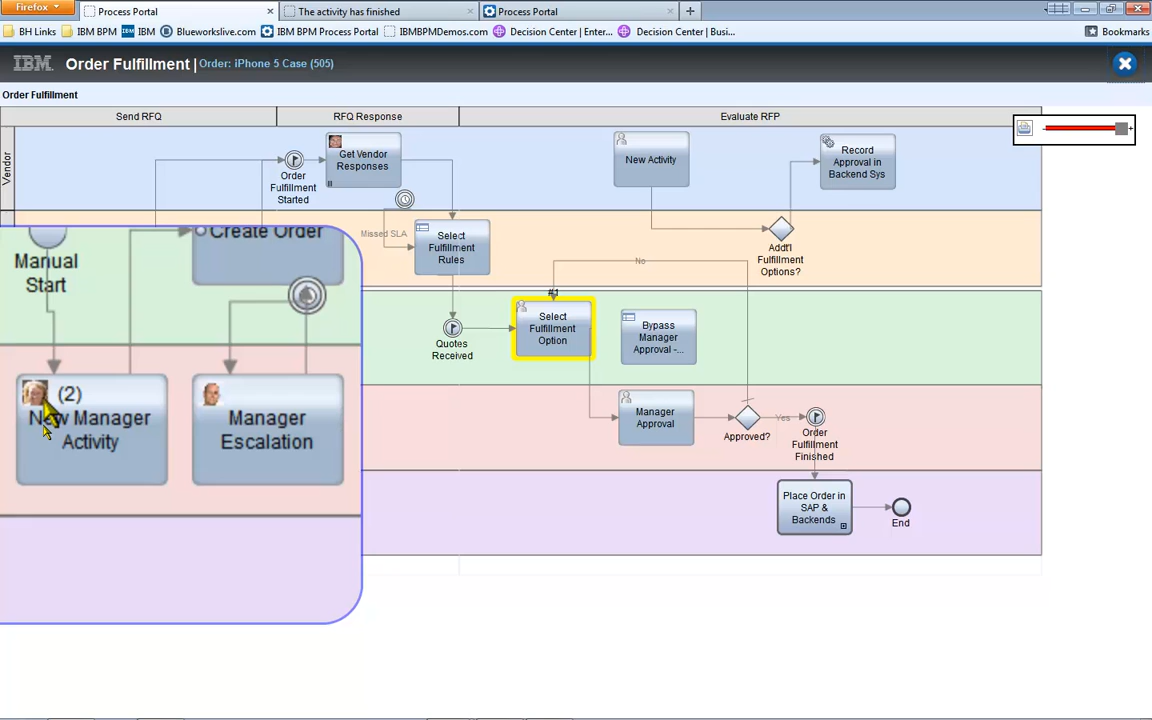 Firefox
Process Portal
The activity has finished
Process Portal
BH Links
IBM BPM
IBM
Blueworkslive.com
IBM BPM Process Portal
IBMBPMDemos.com
Decision Center | Enter...
Decision Center | Busi...
Bookmarks
IBM
Order Fulfillment | Order: iPhone 5 Case (505)
Order Fulfillment
Send RFQ
RFQ Response
Evaluate RFP
Vendor
Get Vendor
Responses
Order
Fulfillment
Started
New Activity
Record
Approval in
Backend Sys
Missed SLA
Select
Fulfillment
Rules
Addt'l
Fulfillment
Options?
No
Create Order
Manual
Start
Quotes
Received
Select
Fulfillment
Option
Bypass
Manager
Approval -...
(2)
New Manager
Activity
Manager
Escalation
Manager
Approval
Approved?
Yes
Order
Fulfillment
Finished
Place Order in
SAP &
Backends
End